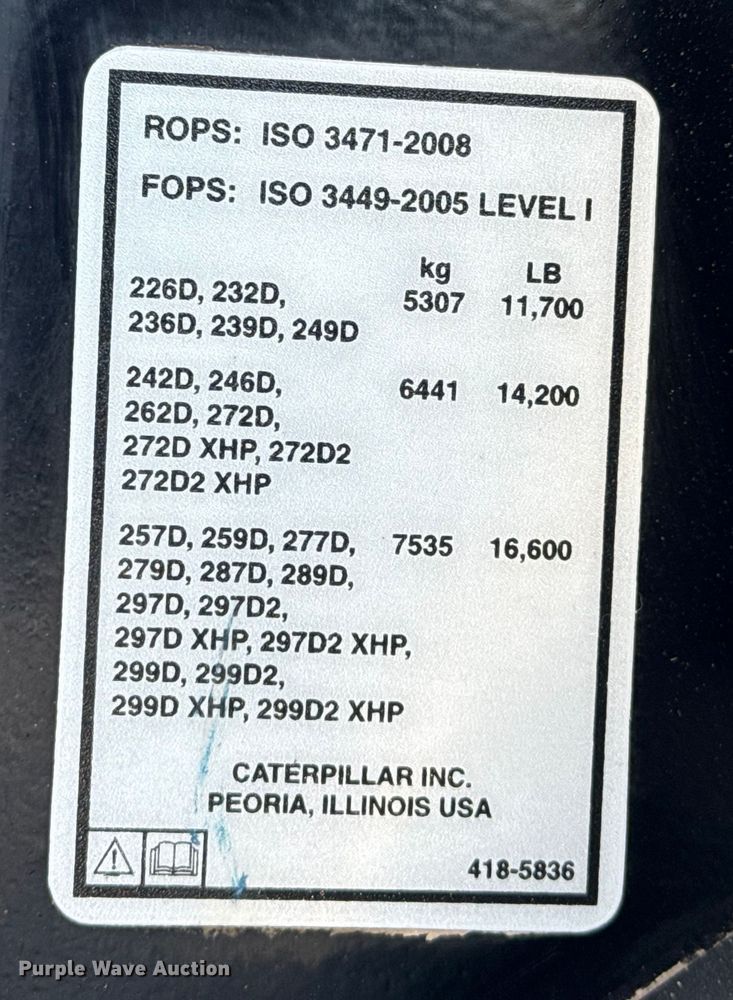 ROPS: ISO 3471-2008
FOPS: ISO 3449-2005 LEVEL I
kg LB
226D, 232D, 5307 11,700
236D, 239D, 249D
242D, 246D, 6441 14,200
262D, 272D,
272D XHP, 272D2
272D2 XHP
257D, 259D, 277D, 7535 16,600
279D, 287D, 289D,
297D, 297D2,
297D XHP, 297D2 XHP,
299D, 299D2,
299D XHP, 299D2 XHP
CATERPILLAR INC.
PEORIA, ILLINOIS USA
418-5836
Purple Wave Auction